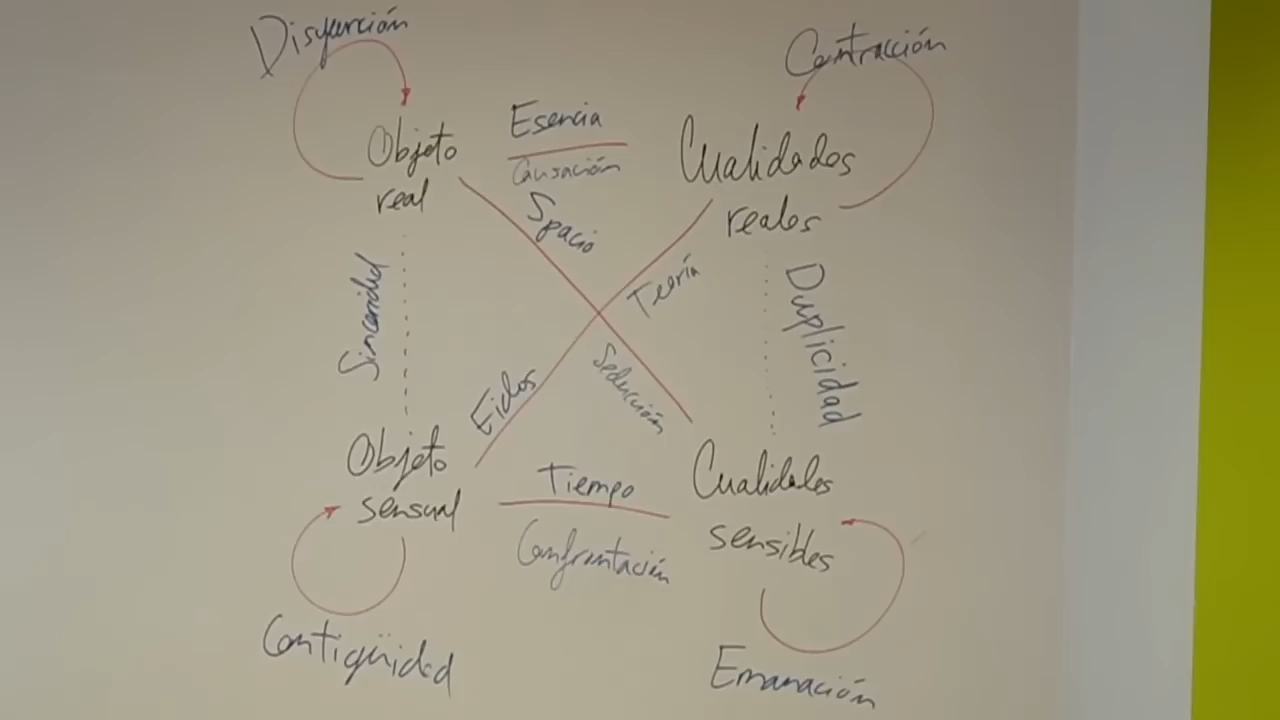 Disyunción
Contracción
Objeto
real
Esencia
Causación
Cualidades
reales
Spacio
Teoría
Sinceridad
Duplicidad
Eidos
Seducción
Objeto
sensual
Tiempo
Confrontación
Cualidades
sensibles
Contigüidad
Emanación